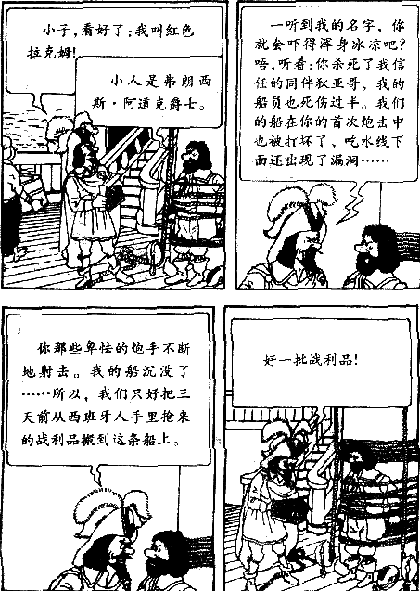 小子,看好了;我叫红色
拉克姆!
小人是弗朗西
斯·阿道克爵士。
一听到我的名字,你
就会吓得浑身冰凉吧?
唔,听着:你杀死了我信
任的同伴狄亚哥,我的
船员也死伤过半。我们
的船在你的首次炮击中
也被打坏了、吃水线下
面还出现了漏洞……
你那些卑怯的炮手不断
地射击。我的船沉没了
……所以,我们只好把三
天前从西班牙人手里抢来
的战利品搬到这条船上。
好一批战利品!